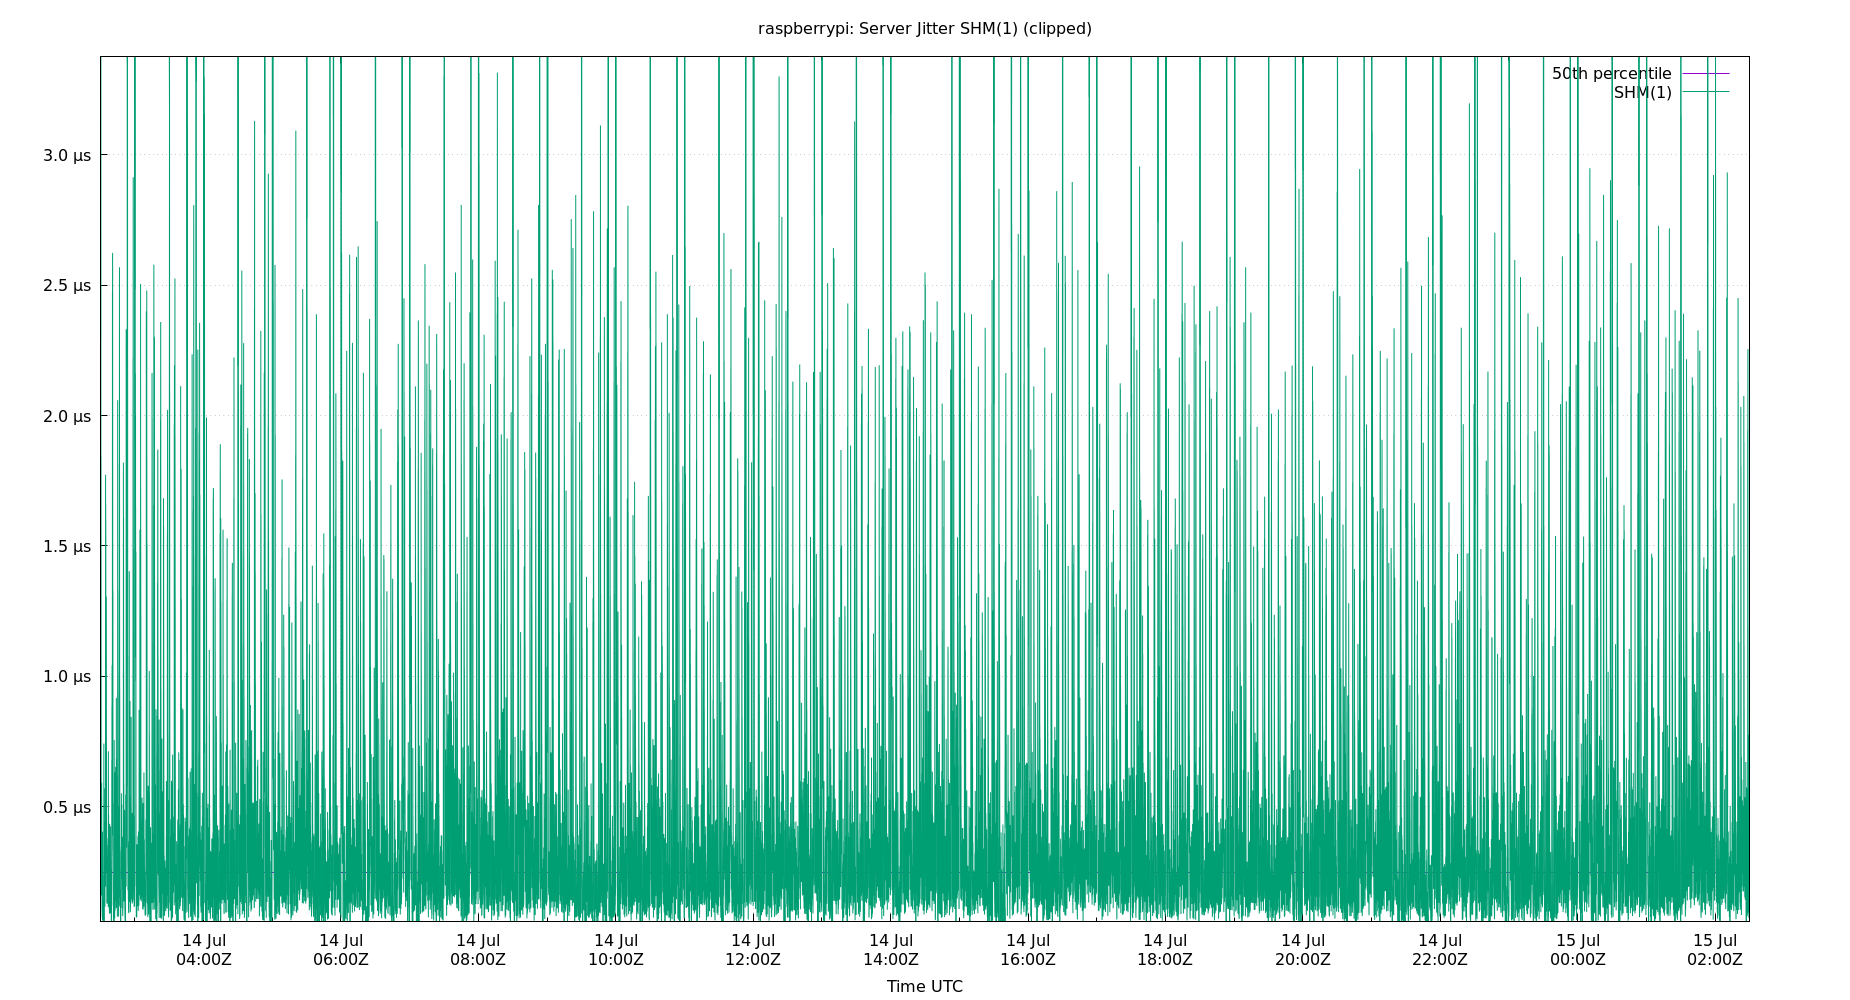 raspberrypi: Server Jitter SHM(1) (clipped)
50th percentile
SHM(1)
3.0 µs
2.5 µs
2.0 µs
1.5 µs
1.0 µs
0.5 µs
14 Jul 14 Jul 14 Jul 14 Jul 14 Jul 14 Jul 14 Jul 14 Jul 14 Jul 14 Jul 15 Jul 15 Jul
04:00Z 06:00Z 08:00Z 10:00Z 12:00Z 14:00Z 16:00Z 18:00Z 20:00Z 22:00Z 00:00Z 02:00Z
Time UTC